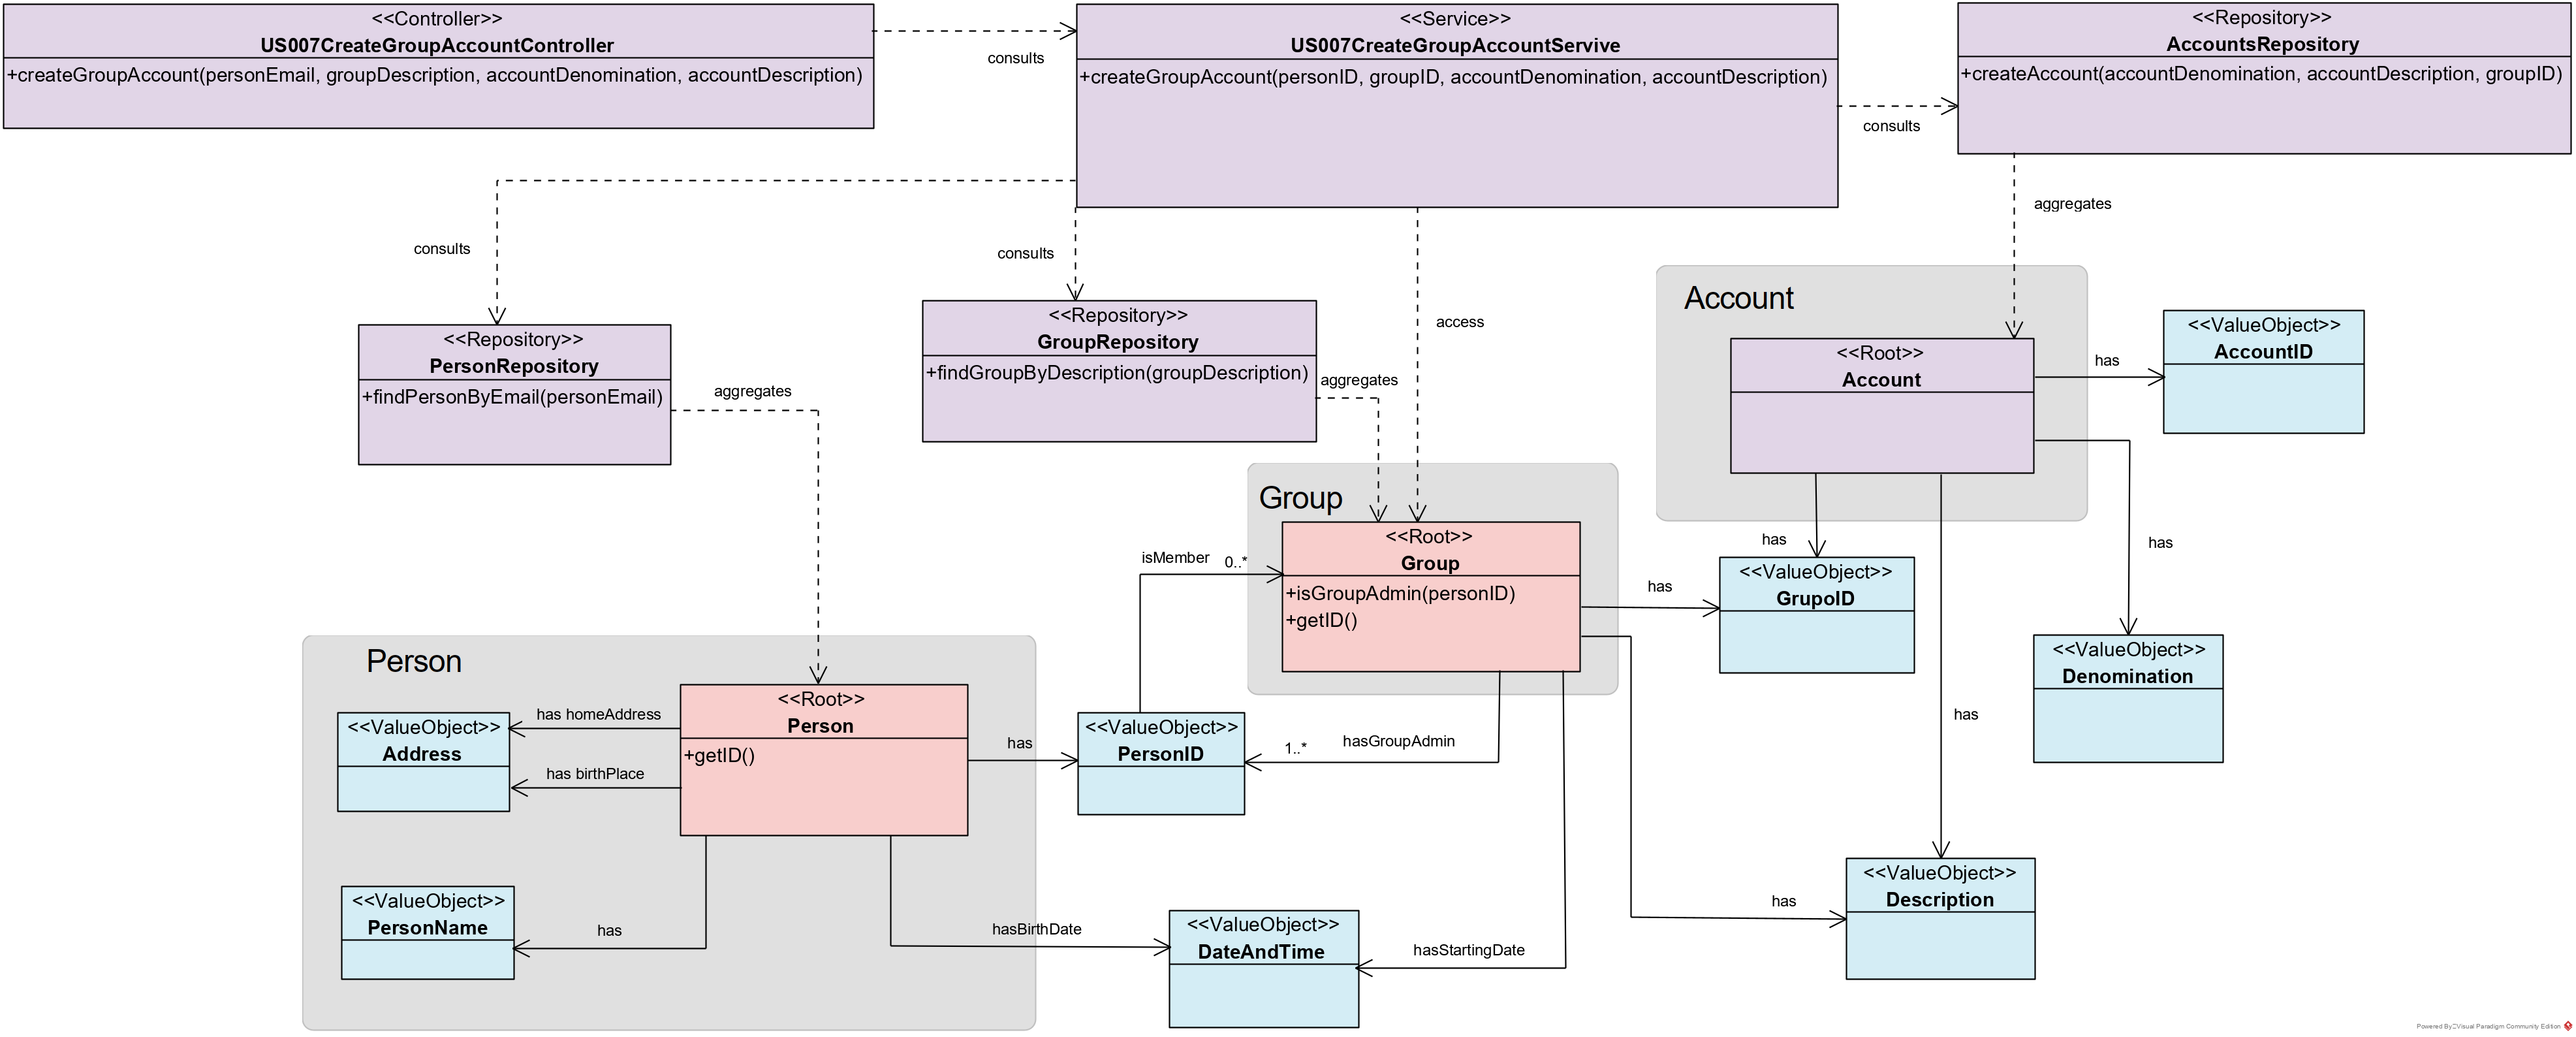 <<Controller>>
US007CreateGroupAccountController
+createGroupAccount(personEmail, groupDescription, accountDenomination, accountDescription)
consults
<<Service>>
US007CreateGroupAccountServive
+createGroupAccount(personID, groupID, accountDenomination, accountDescription)
consults
<<Repository>>
AccountsRepository
+createAccount(accountDenomination, accountDescription, groupID)
aggregates
consults
consults
access
<<Repository>>
PersonRepository
+findPersonByEmail(personEmail)
aggregates
<<Repository>>
GroupRepository
+findGroupByDescription(groupDescription)
aggregates
Account
<<Root>>
Account
has
<<ValueObject>>
AccountID
has
has
has
Group
<<Root>>
Group
+isGroupAdmin(personID)
+getID()
isMember
0..*
has
<<ValueObject>>
GrupoID
<<ValueObject>>
Denomination
Person
<<Root>>
Person
+getID()
has homeAddress
has birthPlace
<<ValueObject>>
Address
has
<<ValueObject>>
PersonID
1..*
hasGroupAdmin
<<ValueObject>>
PersonName
has
hasBirthDate
<<ValueObject>>
DateAndTime
hasStartingDate
has
<<ValueObject>>
Description
Powered By Visual Paradigm Community Edition